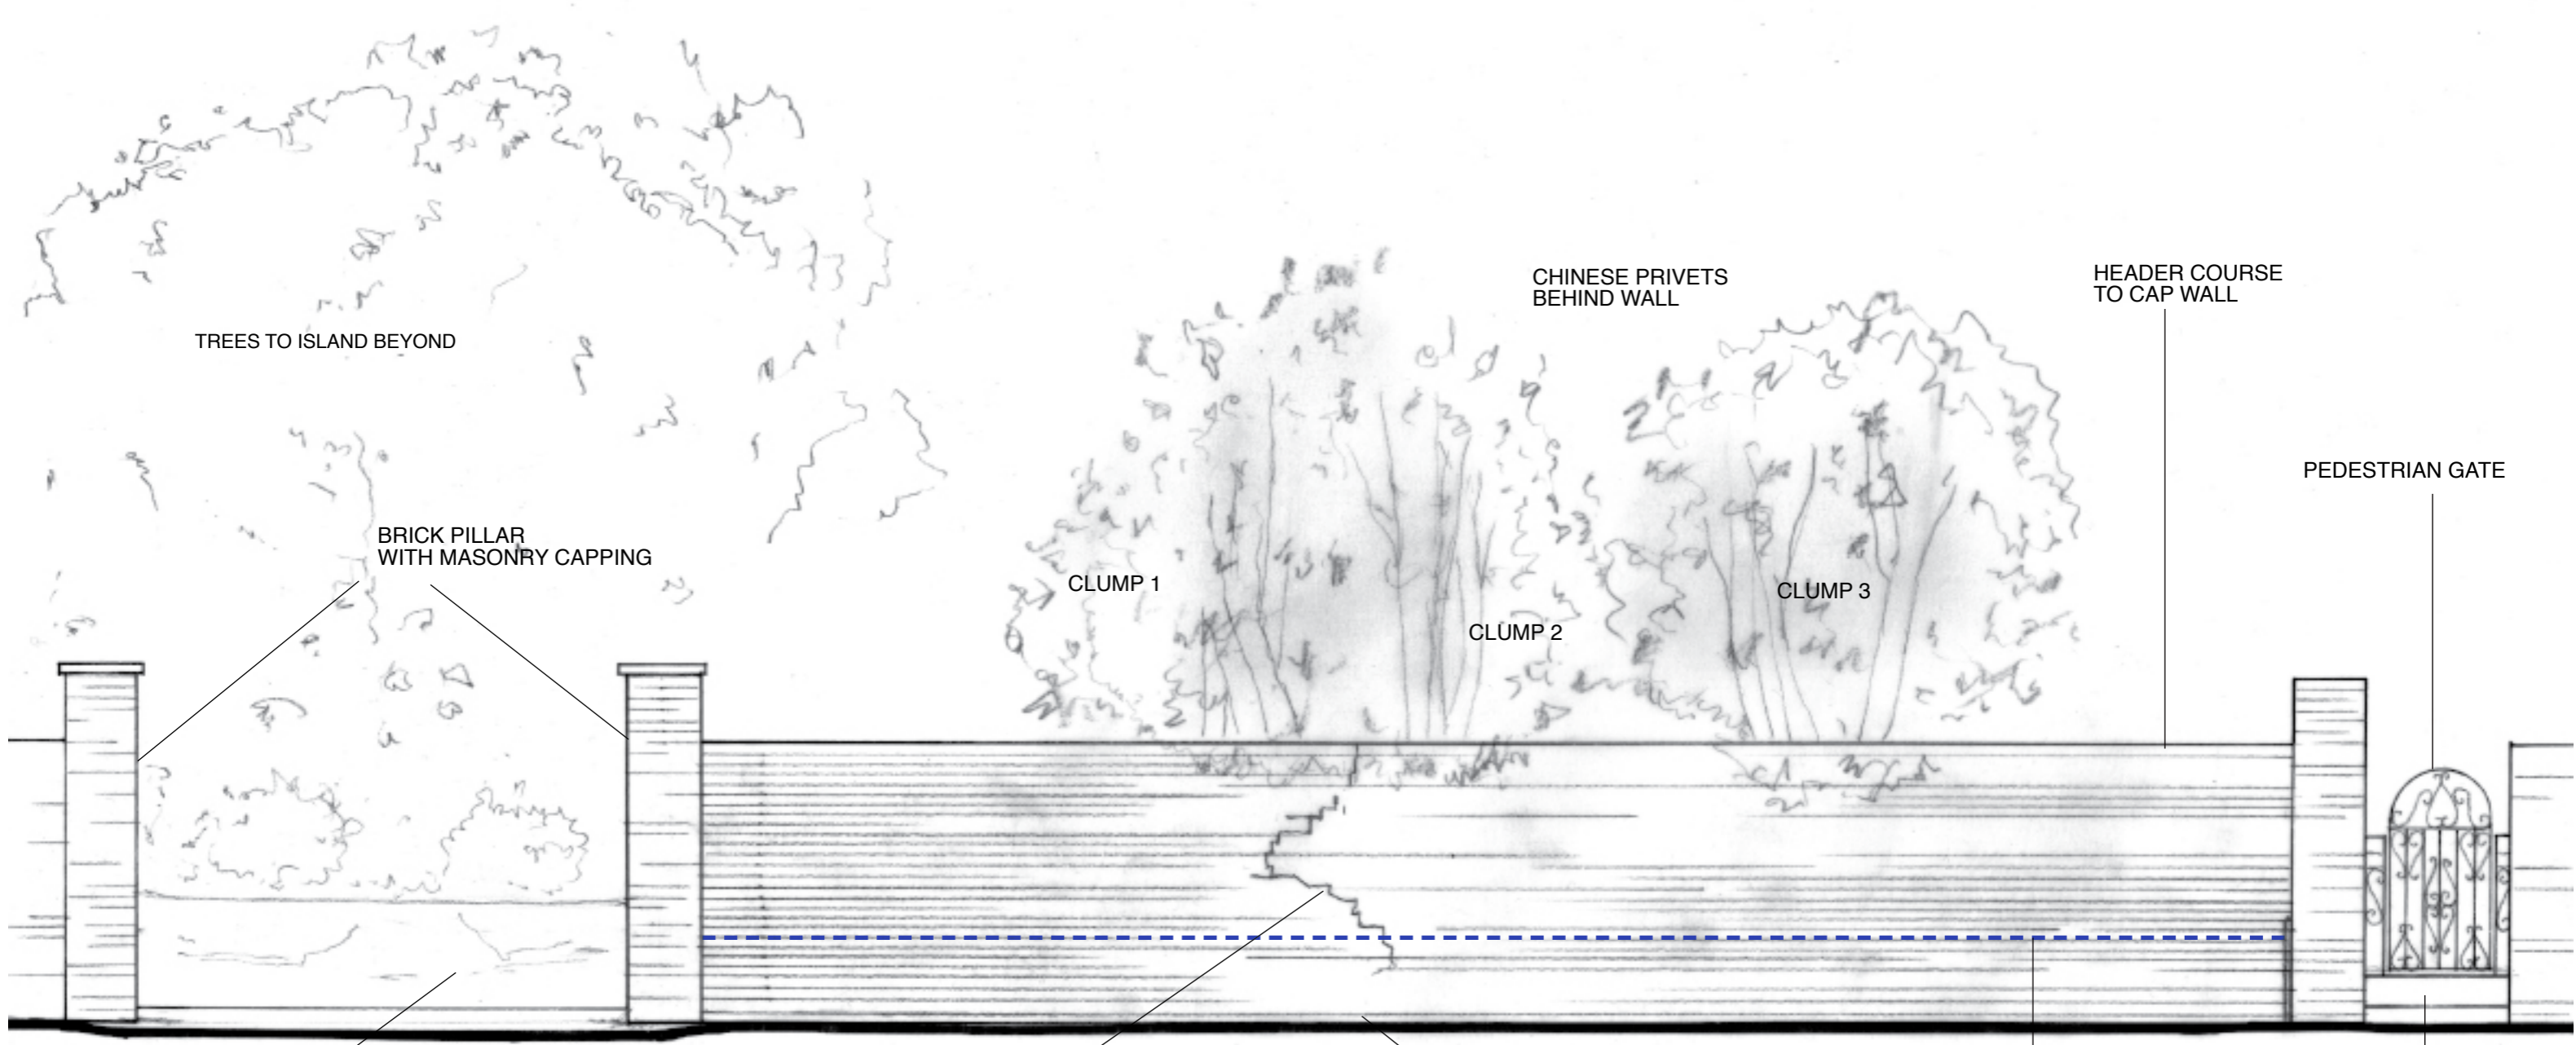 CHINESE PRIVETS
BEHIND WALL
HEADER COURSE
TO CAP WALL
TREES TO ISLAND BEYOND
PEDESTRIAN GATE
BRICK PILLAR
WITH MASONRY CAPPING
CLUMP 1
CLUMP 3
CLUMP 2